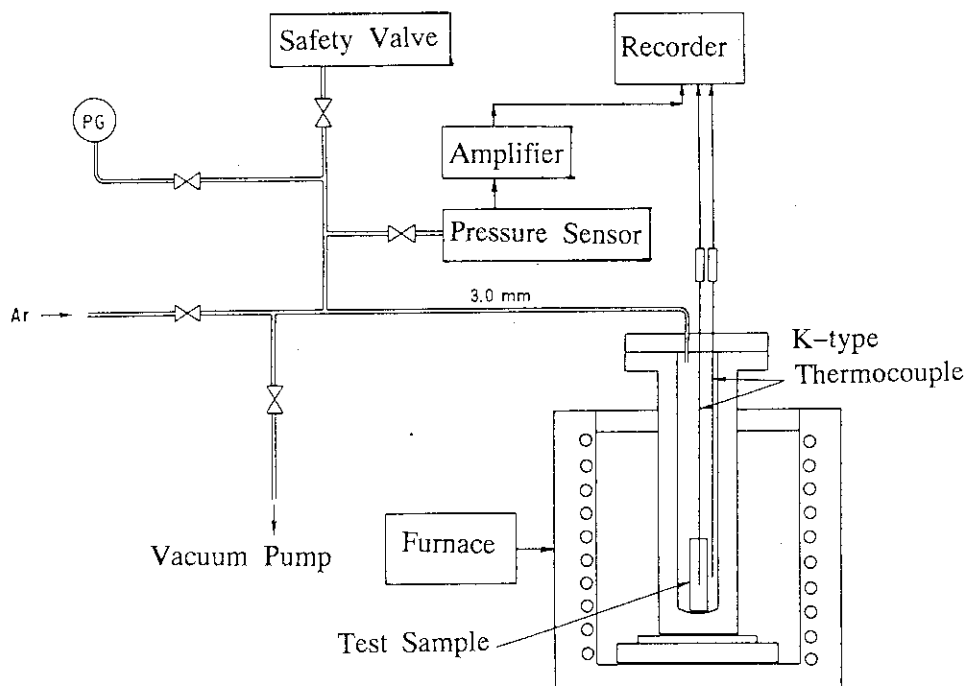 Safety Valve
Recorder
PG
Amplifier
Pressure Sensor
3.0 mm
Ar
K-type
Thermocouple
Furnace
Vacuum Pump
Test Sample